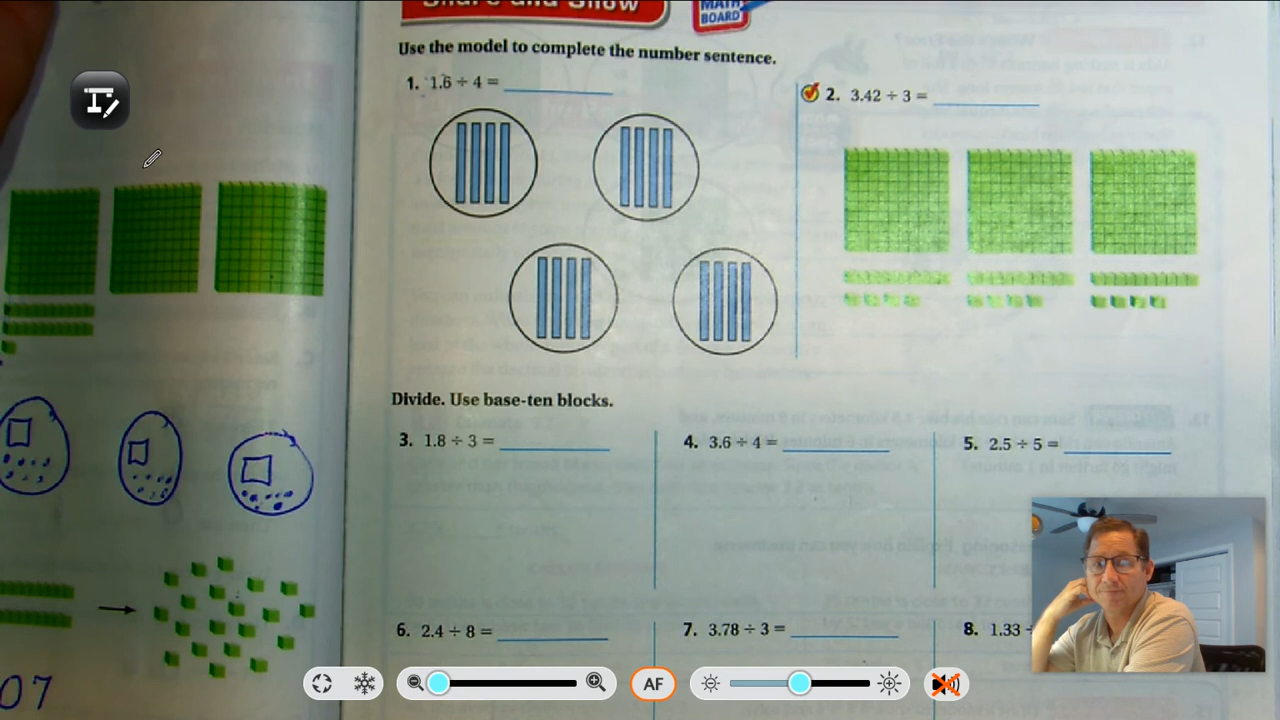 Share and Show
MATH
BOARD
Use the model to complete the number sentence.
1. 1.6 ÷ 4 =
2. 3.42 ÷ 3 =
Divide. Use base-ten blocks.
3. 1.8 ÷ 3 =
4. 3.6 ÷ 4 =
5. 2.5 ÷ 5 =
6. 2.4 ÷ 8 =
7. 3.78 ÷ 3 =
8. 1.33 ÷
07
AF